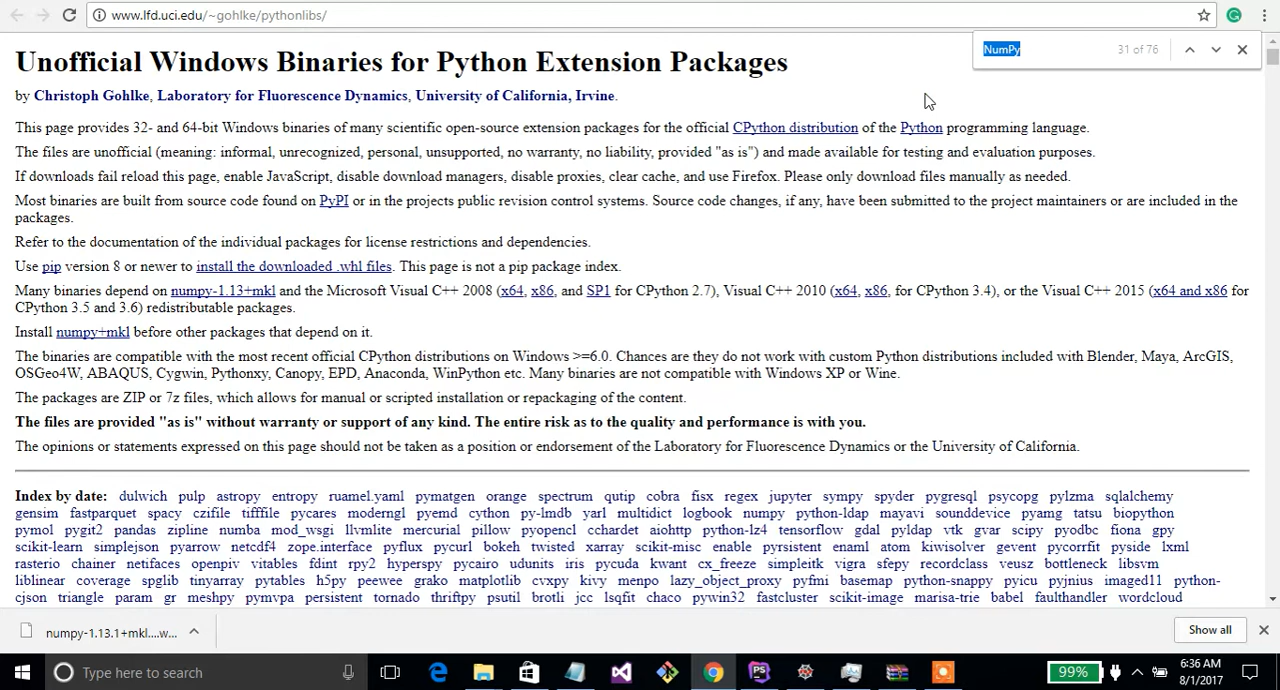 www.lfd.uci.edu/~gohlke/pythonlibs/
NumPy
31 of 76
Unofficial Windows Binaries for Python Extension Packages
by Christoph Gohlke, Laboratory for Fluorescence Dynamics, University of California, Irvine.
This page provides 32- and 64-bit Windows binaries of many scientific open-source extension packages for the official CPython distribution of the Python programming language.
The files are unofficial (meaning: informal, unrecognized, personal, unsupported, no warranty, no liability, provided "as is") and made available for testing and evaluation purposes.
If downloads fail reload this page, enable JavaScript, disable download managers, disable proxies, clear cache, and use Firefox. Please only download files manually as needed.
Most binaries are built from source code found on PyPI or in the projects public revision control systems. Source code changes, if any, have been submitted to the project maintainers or are included in the
packages.
Refer to the documentation of the individual packages for license restrictions and dependencies.
Use pip version 8 or newer to install the downloaded .whl files. This page is not a pip package index.
Many binaries depend on numpy-1.13+mkl and the Microsoft Visual C++ 2008 (x64, x86, and SP1 for CPython 2.7), Visual C++ 2010 (x64, x86, for CPython 3.4), or the Visual C++ 2015 (x64 and x86 for
CPython 3.5 and 3.6) redistributable packages.
Install numpy+mkl before other packages that depend on it.
The binaries are compatible with the most recent official CPython distributions on Windows >=6.0. Chances are they do not work with custom Python distributions included with Blender, Maya, ArcGIS,
OSGeo4W, ABAQUS, Cygwin, Pythonxy, Canopy, EPD, Anaconda, WinPython etc. Many binaries are not compatible with Windows XP or Wine.
The packages are ZIP or 7z files, which allows for manual or scripted installation or repackaging of the content.
The files are provided "as is" without warranty or support of any kind. The entire risk as to the quality and performance is with you.
The opinions or statements expressed on this page should not be taken as a position or endorsement of the Laboratory for Fluorescence Dynamics or the University of California.
Index by date: dulwich pulp astropy entropy ruamel.yaml pymatgen orange spectrum qutip cobra fisx regex jupyter sympy spyder pygresql psycopg pylzma sqlalchemy
gensim fastparquet spacy czifile tifffile pycares moderngl pyemd cython py-lmdb yarl multidict logbook numpy python-ldap mayavi sounddevice pyamg tatsu biopython
pymol pygit2 pandas zipline numba mod_wsgi llvmlite mercurial pillow pyopencl cchardet aiohttp python-lz4 tensorflow gdal pyldap vtk gvar scipy pyodbc fiona gpy
scikit-learn simplejson pyarrow netcdf4 zope.interface pyflux pycurl bokeh twisted xarray scikit-misc enable pyrsistent enaml atom kiwisolver gevent pycorrfit pyside lxml
rasterio chainer netifaces openpiv vitables fdint rpy2 hyperspy pycairo udunits iris pycuda kwant cx_freeze simpleitk vigra sfepy recordclass veusz bottleneck libsvm
liblinear coverage spglib tinyarray pytables h5py peewee grako matplotlib cvxpy kivy menpo lazy_object_proxy pyfmi basemap python-snappy pyicu pyjnius imaged11 python-
cjson triangle param gr meshpy pymvpa persistent tornado thriftpy psutil brotli jcc lsqfit chaco pywin32 fastcluster scikit-image marisa-trie babel faulthandler wordcloud
numpy-1.13.1+mkl....w...
Show all
Type here to search
99%
6:36 AM
8/1/2017